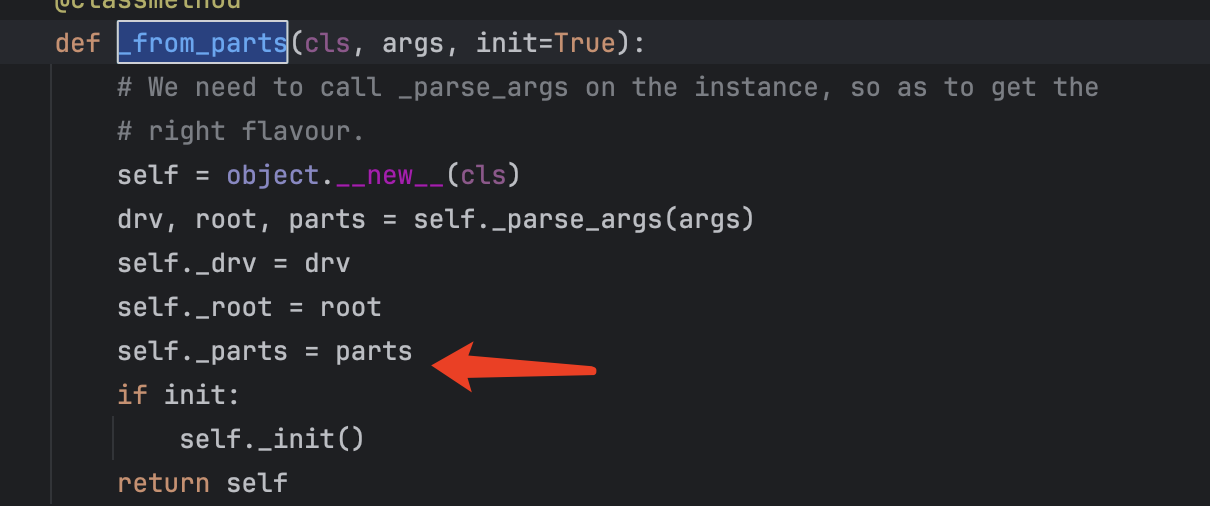 @classmethod
def _from_parts(cls, args, init=True):
# We need to call _parse_args on the instance, so as to get the
# right flavour.
self = object.__new__(cls)
drv, root, parts = self._parse_args(args)
self._drv = drv
self._root = root
self._parts = parts
if init:
self._init()
return self